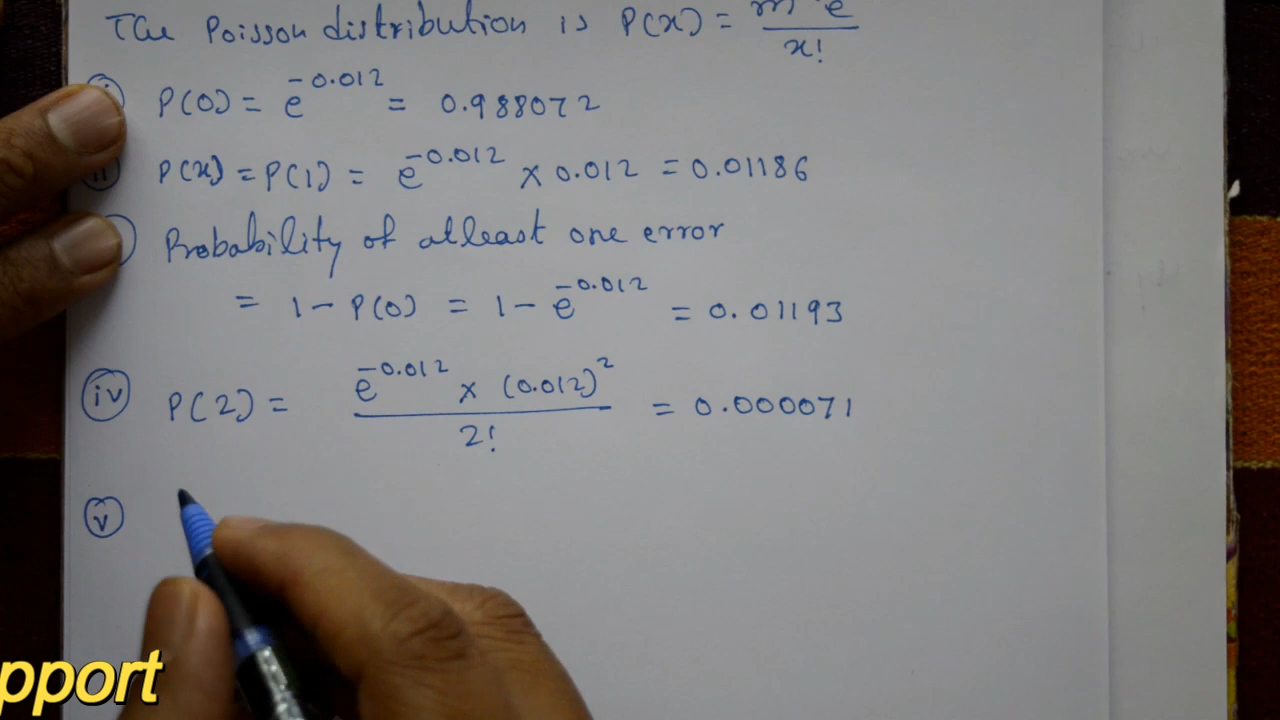 The Poisson distribution is P(x) = m e / x!
P(0) = e^-0.012 = 0.988072
ii P(x) = P(1) = e^-0.012 × 0.012 = 0.01186
Probability of atleast one error
= 1 - P(0) = 1 - e^-0.012 = 0.01193
iv P(2) = e^-0.012 × (0.012)^2 / 2! = 0.000071
v
pport